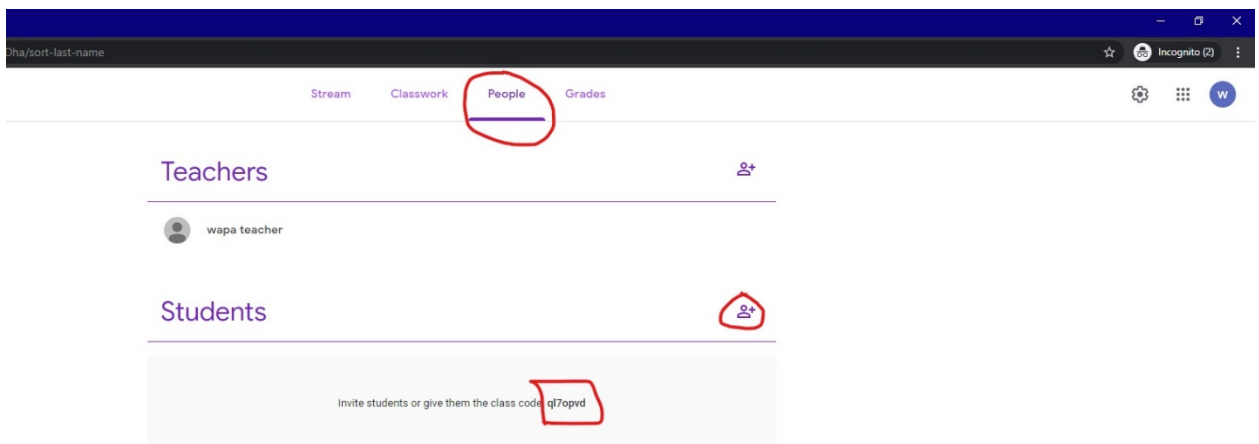 Dha/sort-last-name
Incognito (2)
Stream Classwork People Grades
W
Teachers
wapa teacher
Students
Invite students or give them the class code: ql7opvd